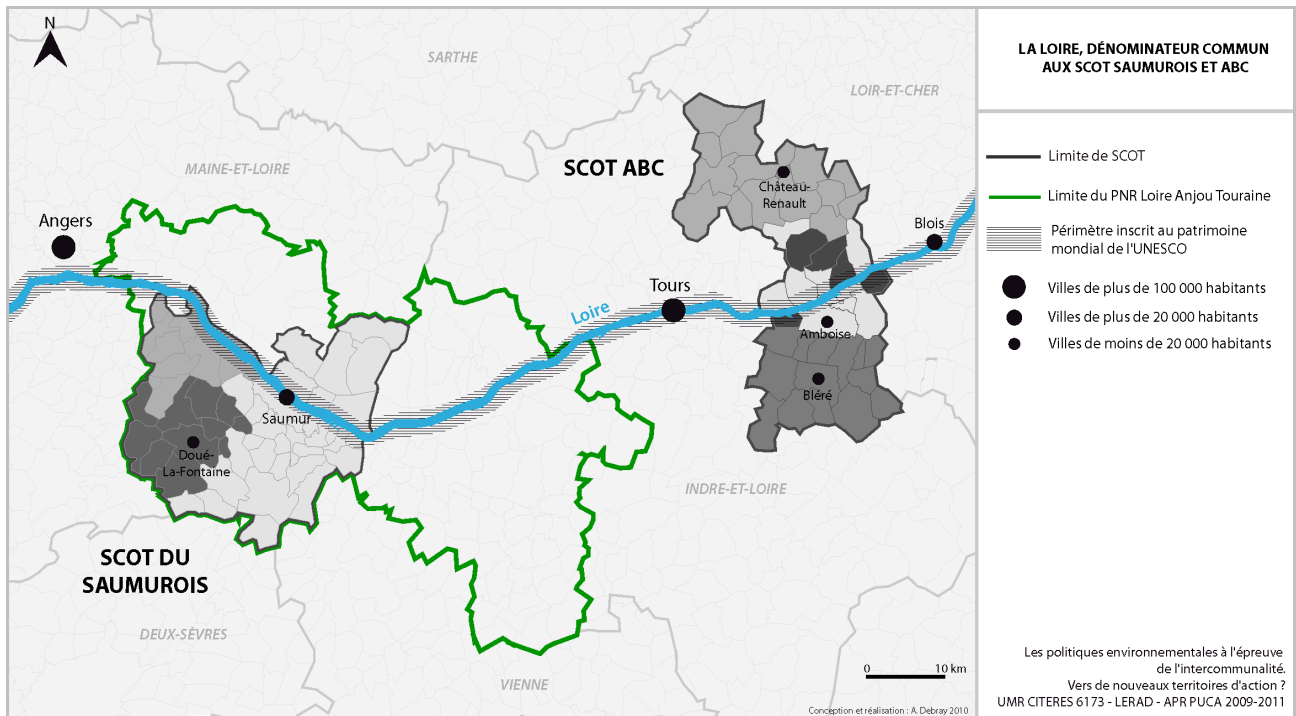 N
SARTHE
LOIR-ET-CHER
MAINE-ET-LOIRE
SCOT ABC
Château-
Renault
Angers
Blois
Tours
Loire
Amboise
Bléré
Saumur
Doué-
La-Fontaine
INDRE-ET-LOIRE
SCOT DU
SAUMUROIS
DEUX-SÈVRES
VIENNE
0 10 km
Conception et réalisation : A. Debray 2010
LA LOIRE, DÉNOMINATEUR COMMUN
AUX SCOT SAUMUROIS ET ABC
Limite de SCOT
Limite du PNR Loire Anjou Touraine
Périmètre inscrit au patrimoine
mondial de l'UNESCO
Villes de plus de 100 000 habitants
Villes de plus de 20 000 habitants
Villes de moins de 20 000 habitants
Les politiques environementales à l'épreuve
de l'intercommunalité.
Vers de nouveaux territoires d'action ?
UMR CITERES 6173 - LERAD - APR PUCA 2009-2011